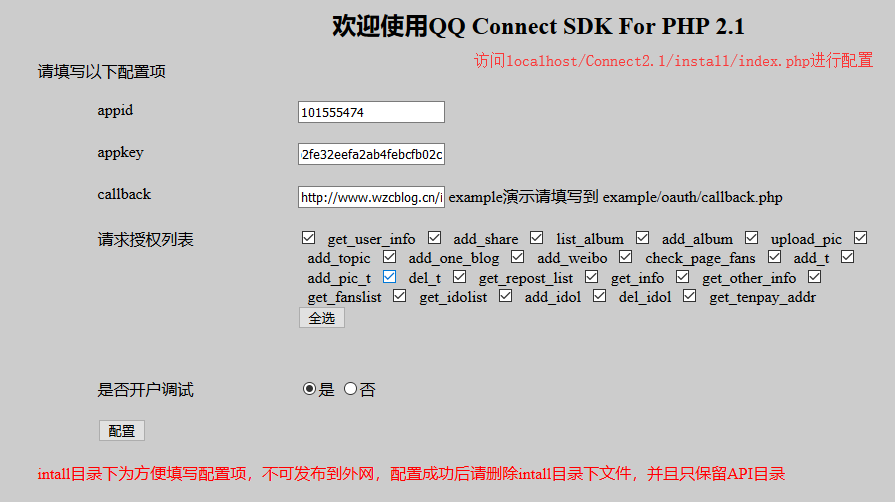 欢迎使用QQ Connect SDK For PHP 2.1
访问localhost/Connect2.1/install/index.php进行配置
请填写以下配置项
appid 101555474
appkey 2fe32eefa2ab4febcfb02c
callback http://www.wzcblog.cn/i example演示请填写到 example/oauth/callback.php
请求授权列表 get_user_info add_share list_album add_album upload_pic
add_topic add_one_blog add_weibo check_page_fans add_t
add_pic_t del_t get_repost_list get_info get_other_info
get_fanslist get_idolist add_idol del_idol get_tenpay_addr
全选
是否开户调试 是 否
配置
intall目录下为方便填写配置项，不可发布到外网，配置成功后请删除intall目录下文件，并且只保留API目录